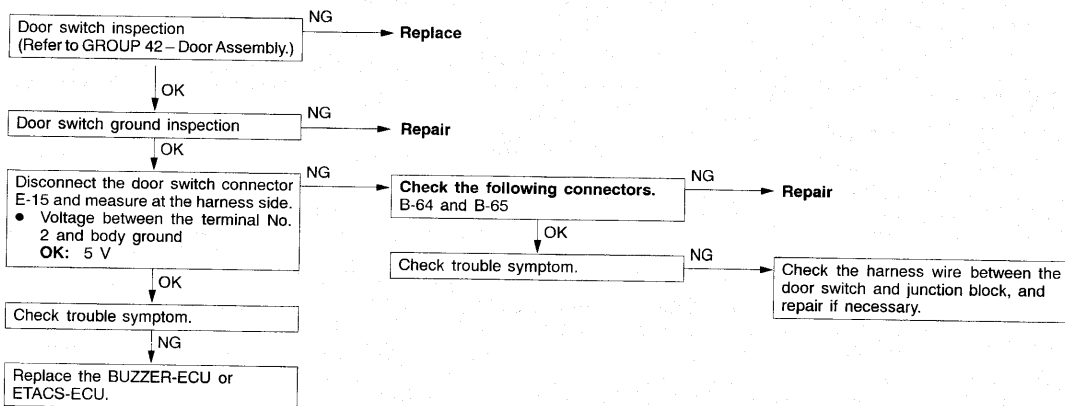 Door switch inspection
(Refer to GROUP 42 – Door Assembly.)
NG
Replace
OK
Door switch ground inspection
NG
Repair
OK
Disconnect the door switch connector
E-15 and measure at the harness side.
● Voltage between the terminal No.
2 and body ground
OK: 5 V
NG
Check the following connectors.
B-64 and B-65
NG
Repair
OK
Check trouble symptom.
NG
Check the harness wire between the
door switch and junction block, and
repair if necessary.
OK
Check trouble symptom.
NG
Replace the BUZZER-ECU or
ETACS-ECU.